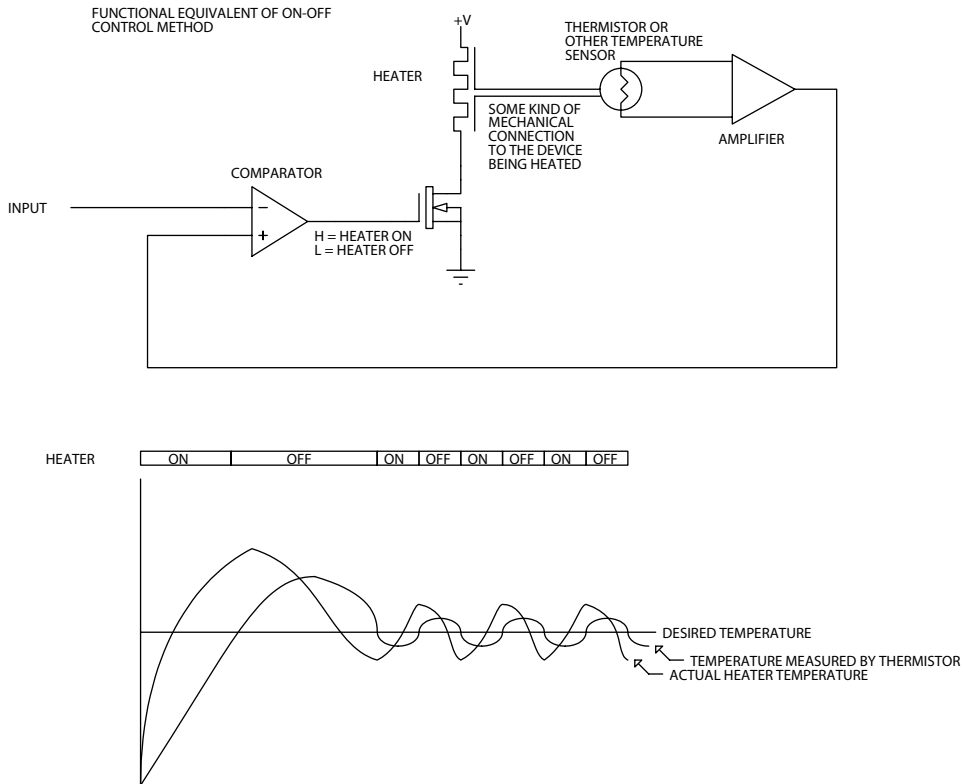 FUNCTIONAL EQUIVALENT OF ON-OFF
CONTROL METHOD
+V
THERMISTOR OR
OTHER TEMPERATURE
SENSOR
HEATER
SOME KIND OF
MECHANICAL
CONNECTION
TO THE DEVICE
BEING HEATED
AMPLIFIER
COMPARATOR
INPUT
−
+
H = HEATER ON
L = HEATER OFF
HEATER ON OFF ON OFF ON OFF ON OFF
DESIRED TEMPERATURE
TEMPERATURE MEASURED BY THERMISTOR
ACTUAL HEATER TEMPERATURE